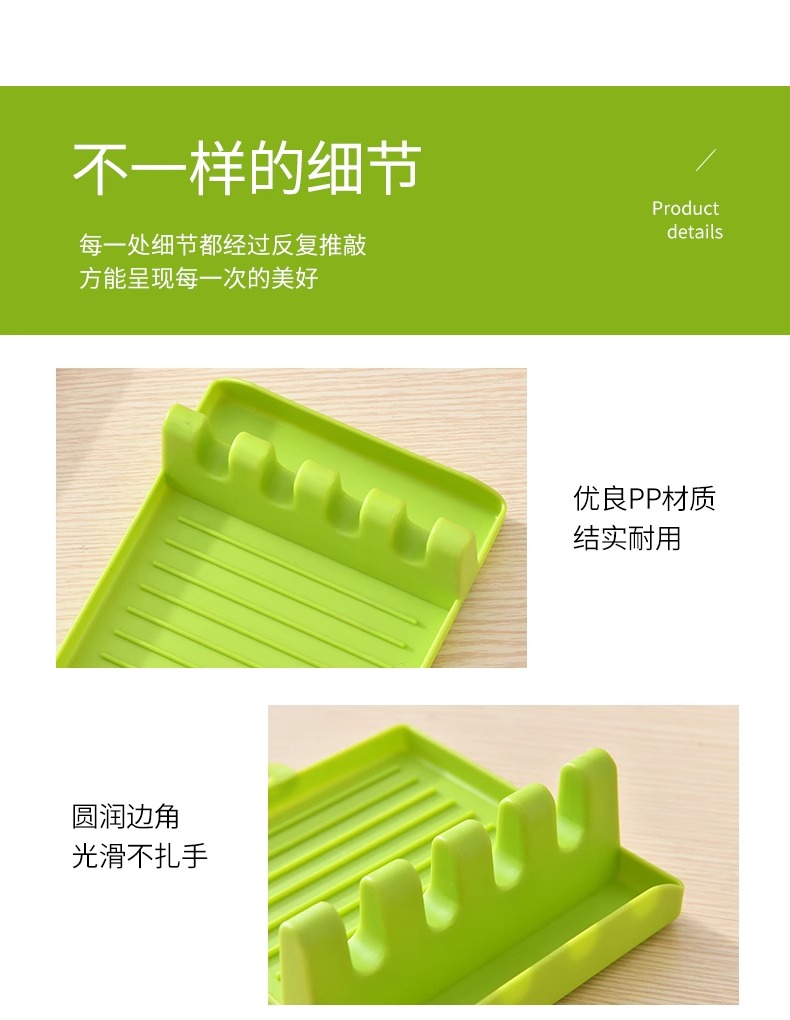 不一样的细节
每一处细节都经过反复推敲
方能呈现每一次的美好
Product
details
优良PP材质
结实耐用
圆润边角
光滑不扎手